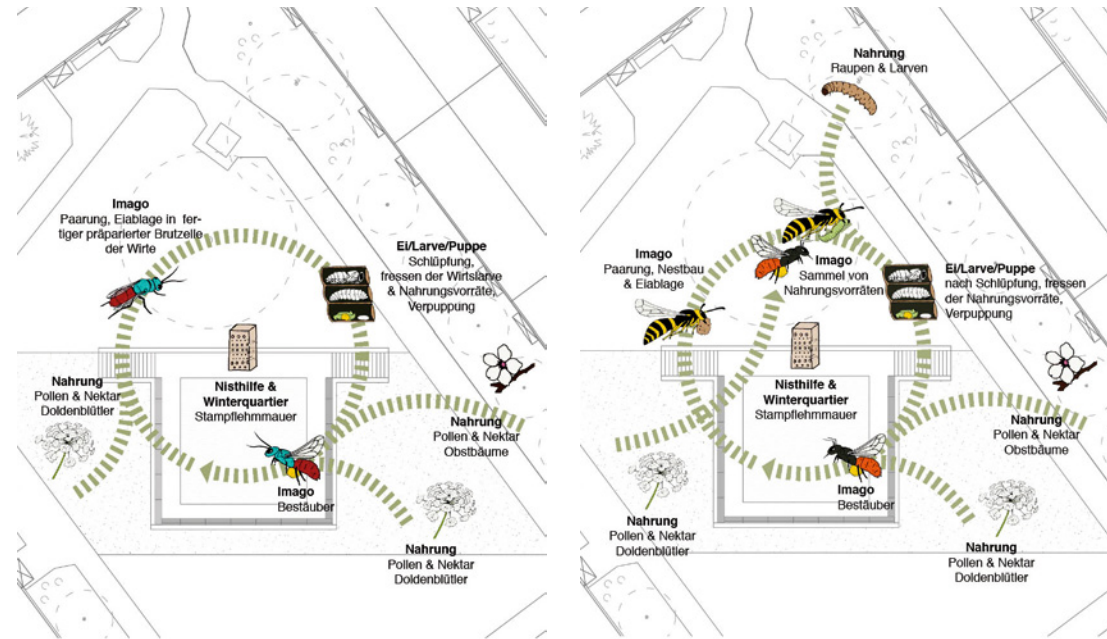 Imago
Paarung, Eiablage in fer-
tiger präparierter Brutzelle
der Wirte
Ei/Larve/Puppe
Schlüpfung,
fressen der Wirtslarve
& Nahrungsvorräte,
Verpuppung
Nahrung
Pollen & Nektar
Doldenblütler
Nisthilfe &
Winterquartier
Stampflehmmauer
Nahrung
Pollen & Nektar
Obstbäume
Imago
Bestäuber
Nahrung
Pollen & Nektar
Doldenblütler
Nahrung
Raupen & Larven
Imago
Paarung, Nestbau
& Eiablage
Imago
Sammel von
Nahrungsvorräten
Ei/Larve/Puppe
nach Schlüpfung, fressen
der Nahrungsvorräte,
Verpuppung
Nisthilfe &
Winterquartier
Stampflehmmauer
Nahrung
Pollen & Nektar
Obstbäume
Imago
Bestäuber
Nahrung
Pollen & Nektar
Doldenblütler
Nahrung
Pollen & Nektar
Doldenblütler